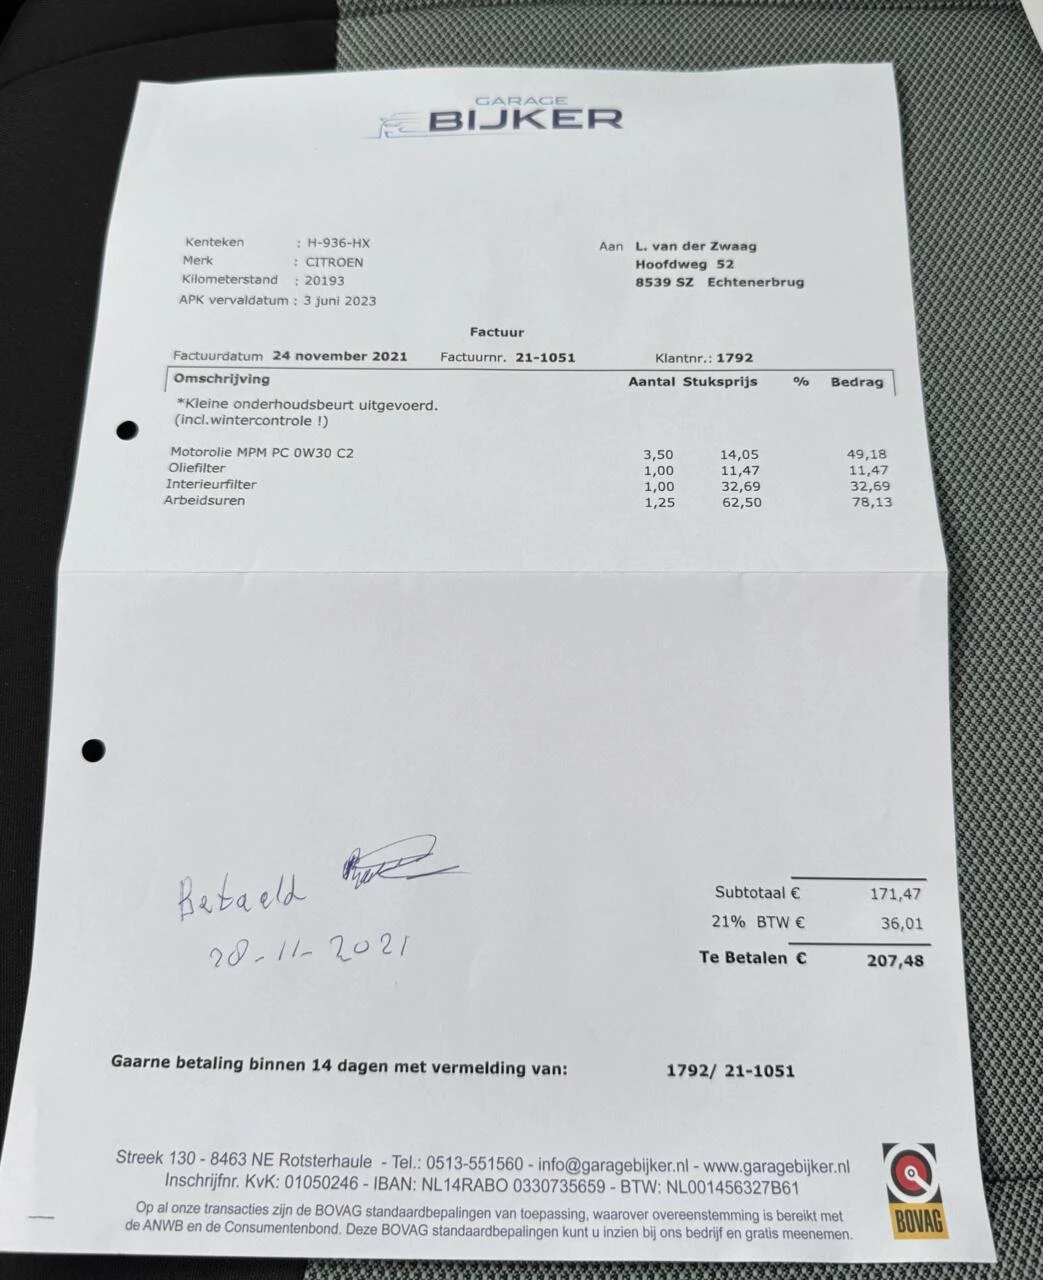 GARAGE
BIJKER
Kenteken : H-936-HX
Merk : CITROEN
Kilometerstand : 20193
APK vervaldatum : 3 juni 2023
Aan L. van der Zwaag
Hoofdweg 52
8539 SZ Echtenerbrug
Factuur
Factuurdatum 24 november 2021 Factuurnr. 21-1051 Klantnr.: 1792
Omschrijving Aantal Stuksprijs % Bedrag
*Kleine onderhoudsbeurt uitgevoerd.
(incl.wintercontrole !)
Motorolie MPM PC 0W30 C2 3,50 14,05 49,18
Oliefilter 1,00 11,47 11,47
Interieurfilter 1,00 32,69 32,69
Arbeidsuren 1,25 62,50 78,13
Betaeld
28-11-2021
Subtotaal € 171,47
21% BTW € 36,01
Te Betalen € 207,48
Gaarne betaling binnen 14 dagen met vermelding van: 1792/ 21-1051
Streek 130 - 8463 NE Rotsterhaule - Tel.: 0513-551560 - info@garagebijker.nl - www.garagebijker.nl
Inschrijfnr. KvK: 01050246 - IBAN: NL14RABO 0330735659 - BTW: NL001456327B61
Op al onze transacties zijn de BOVAG standaardbepalingen van toepassing, waarover overeenstemming is bereikt met
de ANWB en de Consumentenbond. Deze BOVAG standaardbepalingen kunt u inzien bij ons bedrijf en gratis meenemen.
BOVAG